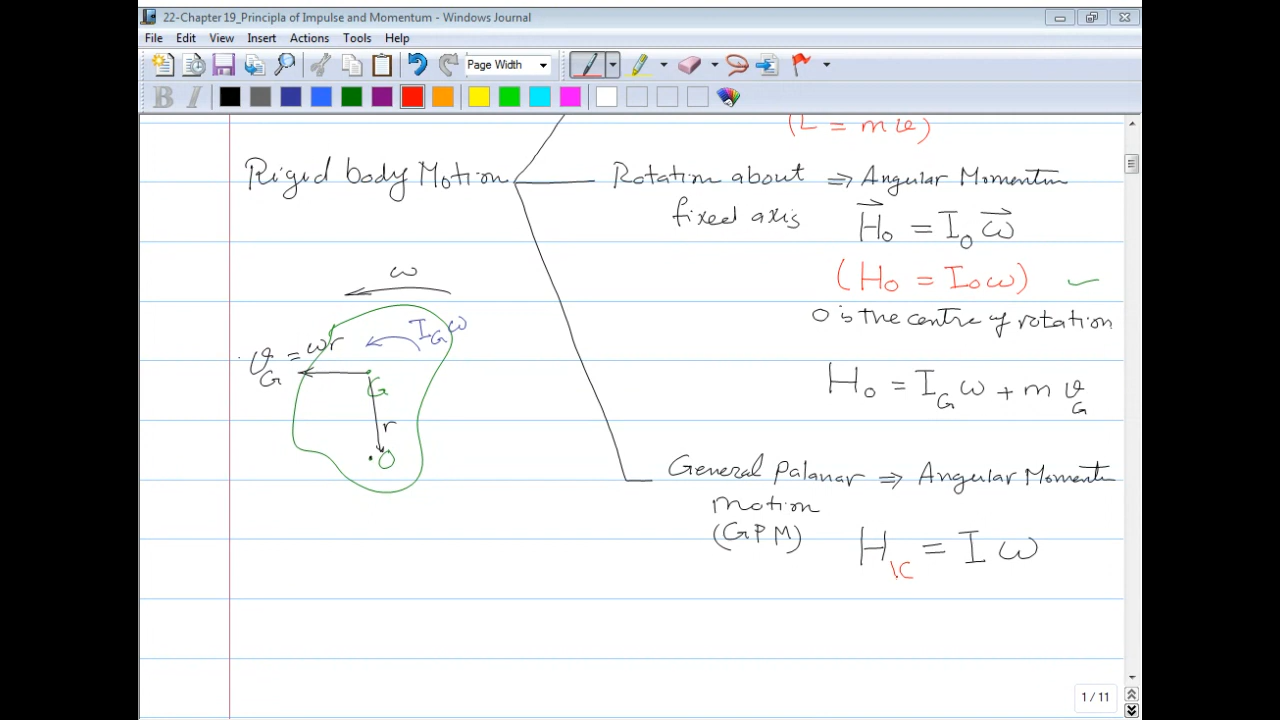 22-Chapter 19_Principla of Impulse and Momentum - Windows Journal
File Edit View Insert Actions Tools Help
Page Width
B I
(L = m v)
Rigid body Motion
Rotation about ⇒ Angular Momentum
fixed axis
H₀ = I₀ ω
(H₀ = I₀ω) ✓
O is the centre of rotation
H₀ = I_G ω + m v_G
ω
I_G ω
v_G = ωr
G
r
O
General Palanar ⇒ Angular Momentu
motion
(GPM)
H_IC = I ω
1 / 11